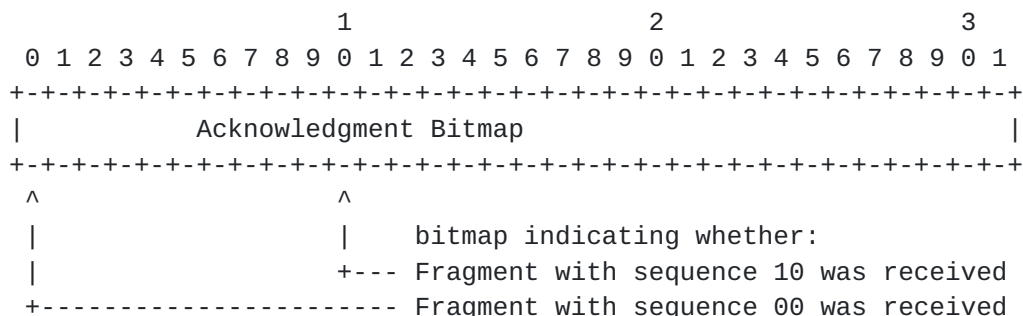 1                   2                   3
 0 1 2 3 4 5 6 7 8 9 0 1 2 3 4 5 6 7 8 9 0 1 2 3 4 5 6 7 8 9 0 1
+-+-+-+-+-+-+-+-+-+-+-+-+-+-+-+-+-+-+-+-+-+-+-+-+-+-+-+-+-+-+-+-+
|           Acknowledgment Bitmap                               |
+-+-+-+-+-+-+-+-+-+-+-+-+-+-+-+-+-+-+-+-+-+-+-+-+-+-+-+-+-+-+-+-+
 ^                   ^
 |                   |    bitmap indicating whether:
 |                   +--- Fragment with sequence 10 was received
 +----------------------- Fragment with sequence 00 was received